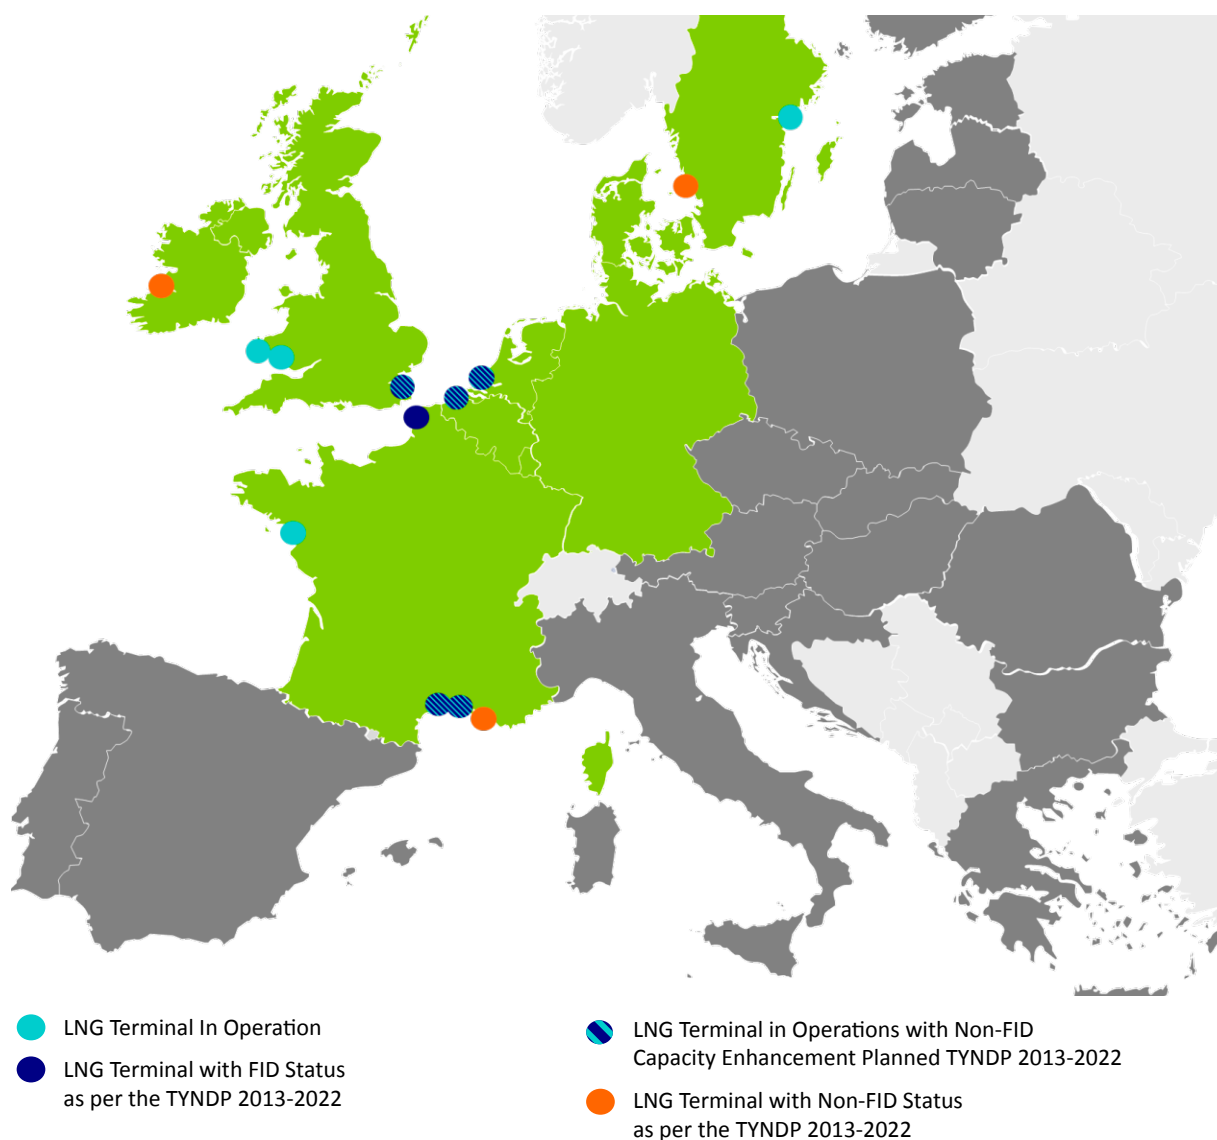 LNG Terminal In Operation
LNG Terminal with FID Status
as per the TYNDP 2013-2022
LNG Terminal in Operations with Non-FID
Capacity Enhancement Planned TYNDP 2013-2022
LNG Terminal with Non-FID Status
as per the TYNDP 2013-2022